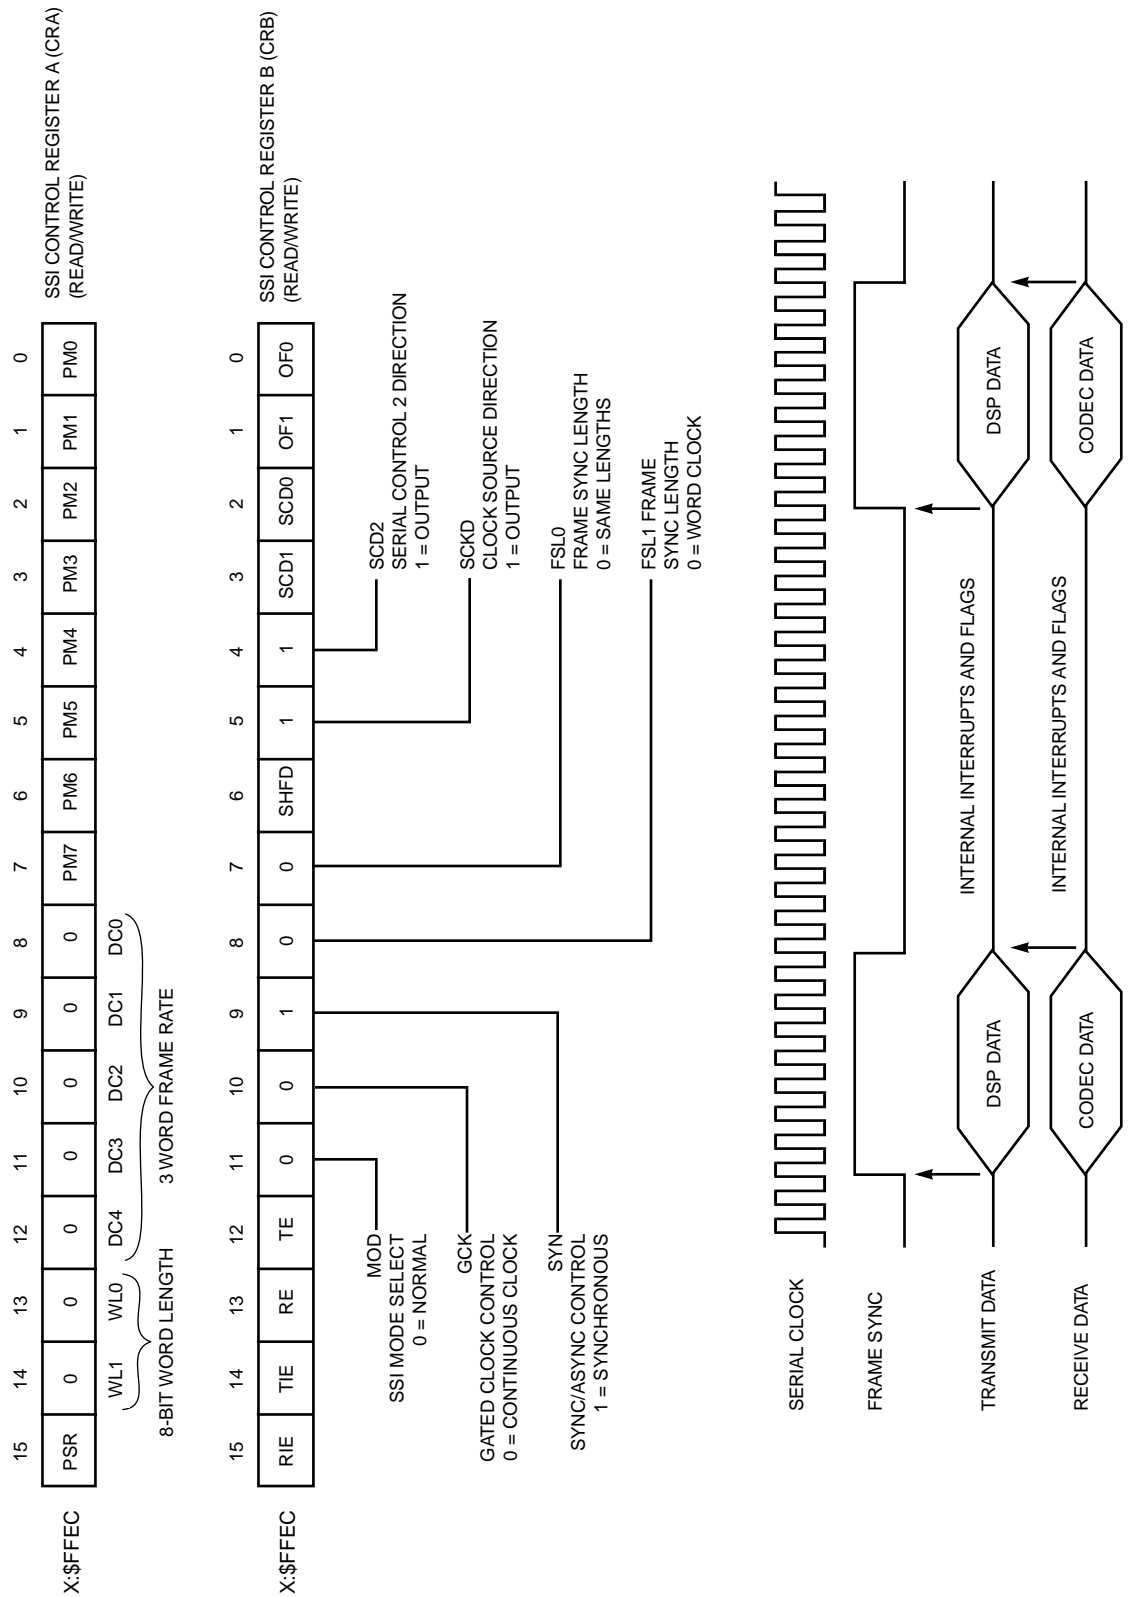 SSI CONTROL REGISTER A (CRA)
(READ/WRITE)
15 14 13 12 11 10 9 8 7 6 5 4 3 2 1 0
X:$FFEC PSR 0 0 0 0 0 0 0 PM7 PM6 PM5 PM4 PM3 PM2 PM1 PM0
WL1 WL0 DC4 DC3 DC2 DC1 DC0
8-BIT WORD LENGTH
3 WORD FRAME RATE
SSI CONTROL REGISTER B (CRB)
(READ/WRITE)
15 14 13 12 11 10 9 8 7 6 5 4 3 2 1 0
X:$FFEC RIE TIE RE TE 0 0 1 0 0 SHFD 1 1 SCD1 SCD0 OF1 OF0
MOD
SSI MODE SELECT
0 = NORMAL
GCK
GATED CLOCK CONTROL
0 = CONTINUOUS CLOCK
SYN
SYNC/ASYNC CONTROL
1 = SYNCHRONOUS
SCD2
SERIAL CONTROL 2 DIRECTION
1 = OUTPUT
SCKD
CLOCK SOURCE DIRECTION
1 = OUTPUT
FSL0
FRAME SYNC LENGTH
0 = SAME LENGTHS
FSL1 FRAME
SYNC LENGTH
0 = WORD CLOCK
SERIAL CLOCK
FRAME SYNC
TRANSMIT DATA DSP DATA INTERNAL INTERRUPTS AND FLAGS DSP DATA
RECEIVE DATA CODEC DATA INTERNAL INTERRUPTS AND FLAGS CODEC DATA